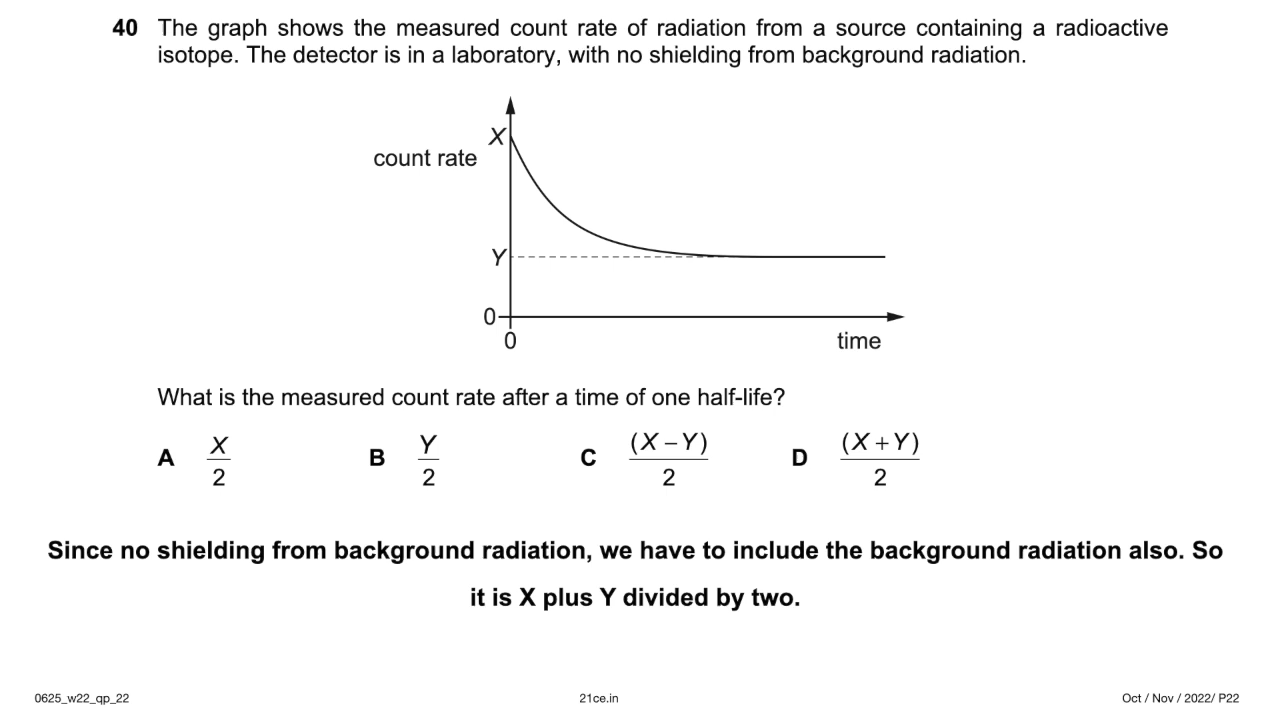 40 The graph shows the measured count rate of radiation from a source containing a radioactive
isotope. The detector is in a laboratory, with no shielding from background radiation.
X
count rate
Y
0
0
time
What is the measured count rate after a time of one half-life?
A X/2 B Y/2 C (X – Y)/2 D (X + Y)/2
Since no shielding from background radiation, we have to include the background radiation also. So
it is X plus Y divided by two.
0625_w22_qp_22 21ce.in Oct / Nov / 2022/ P22